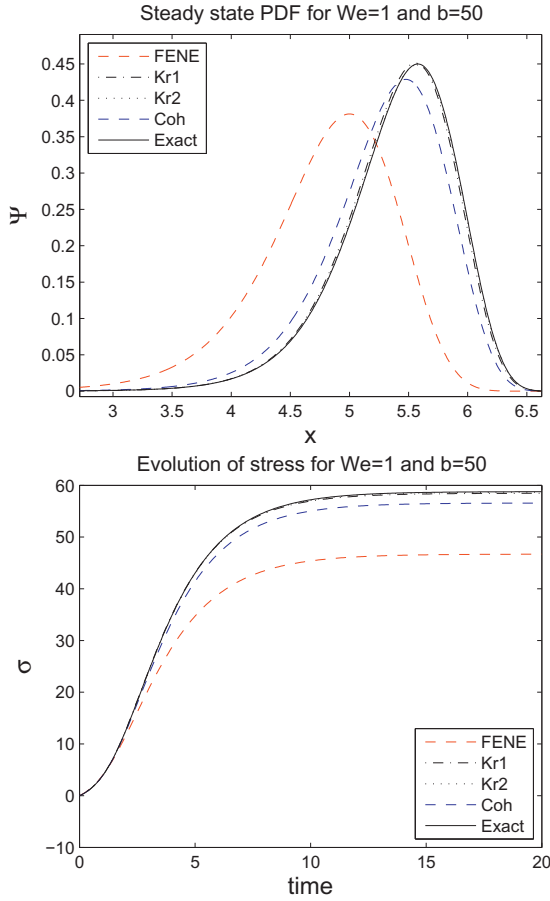 Steady state PDF for We=1 and b=50
FENE
Kr1
Kr2
Coh
Exact
0.45
0.4
0.35
0.3
0.25
0.2
0.15
0.1
0.05
0
Ψ
3
3.5
4
4.5
5
5.5
6
6.5
x
Evolution of stress for We=1 and b=50
60
50
40
30
20
10
0
−10
σ
FENE
Kr1
Kr2
Coh
Exact
0
5
10
15
20
time